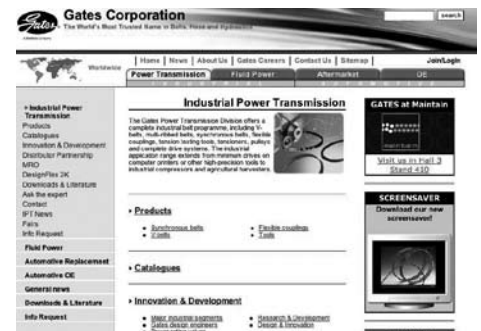 Gates
Gates Corporation
The World's Most Trusted Name in Belts, Hose and Hydraulics
search
Worldwide
Home | News | About Us | Gates Careers | Contact Us | Sitemap |
Join/Login
Power Transmission
Fluid Power
Aftermarket
OE
Industrial Power Transmission
Products
Catalogues
Innovation & Development
Distributor Partnership
MRO
DesignFlex 2K
Downloads & Literature
Ask the expert
Contact
IPT News
Fairs
Info Request
Fluid Power
Automotive Replacement
Automotive OE
General news
Downloads & Literature
Info Request
Industrial Power Transmission
The Gates Power Transmission Division offers a
complete industrial belt programme, including V-
belts, multi-ribbed belts, synchronous belts, flexible
couplings, tension testing tools, tensioners, pulleys
and complete drive systems. The industrial
application range extends from minimum drives on
computer printers or other high-precision tools to
industrial compressors and agricultural harvesters.
Products
Synchronous belts
V belts
Flexible couplings
Tools
Catalogues
Innovation & Development
Major industrial segments
Gates design engineers
Research & Development
Design & Innovation
GATES at Maintain
maintain
Visit us in Hall 3
Stand 410
SCREENSAVER
Download our new
screensaver!